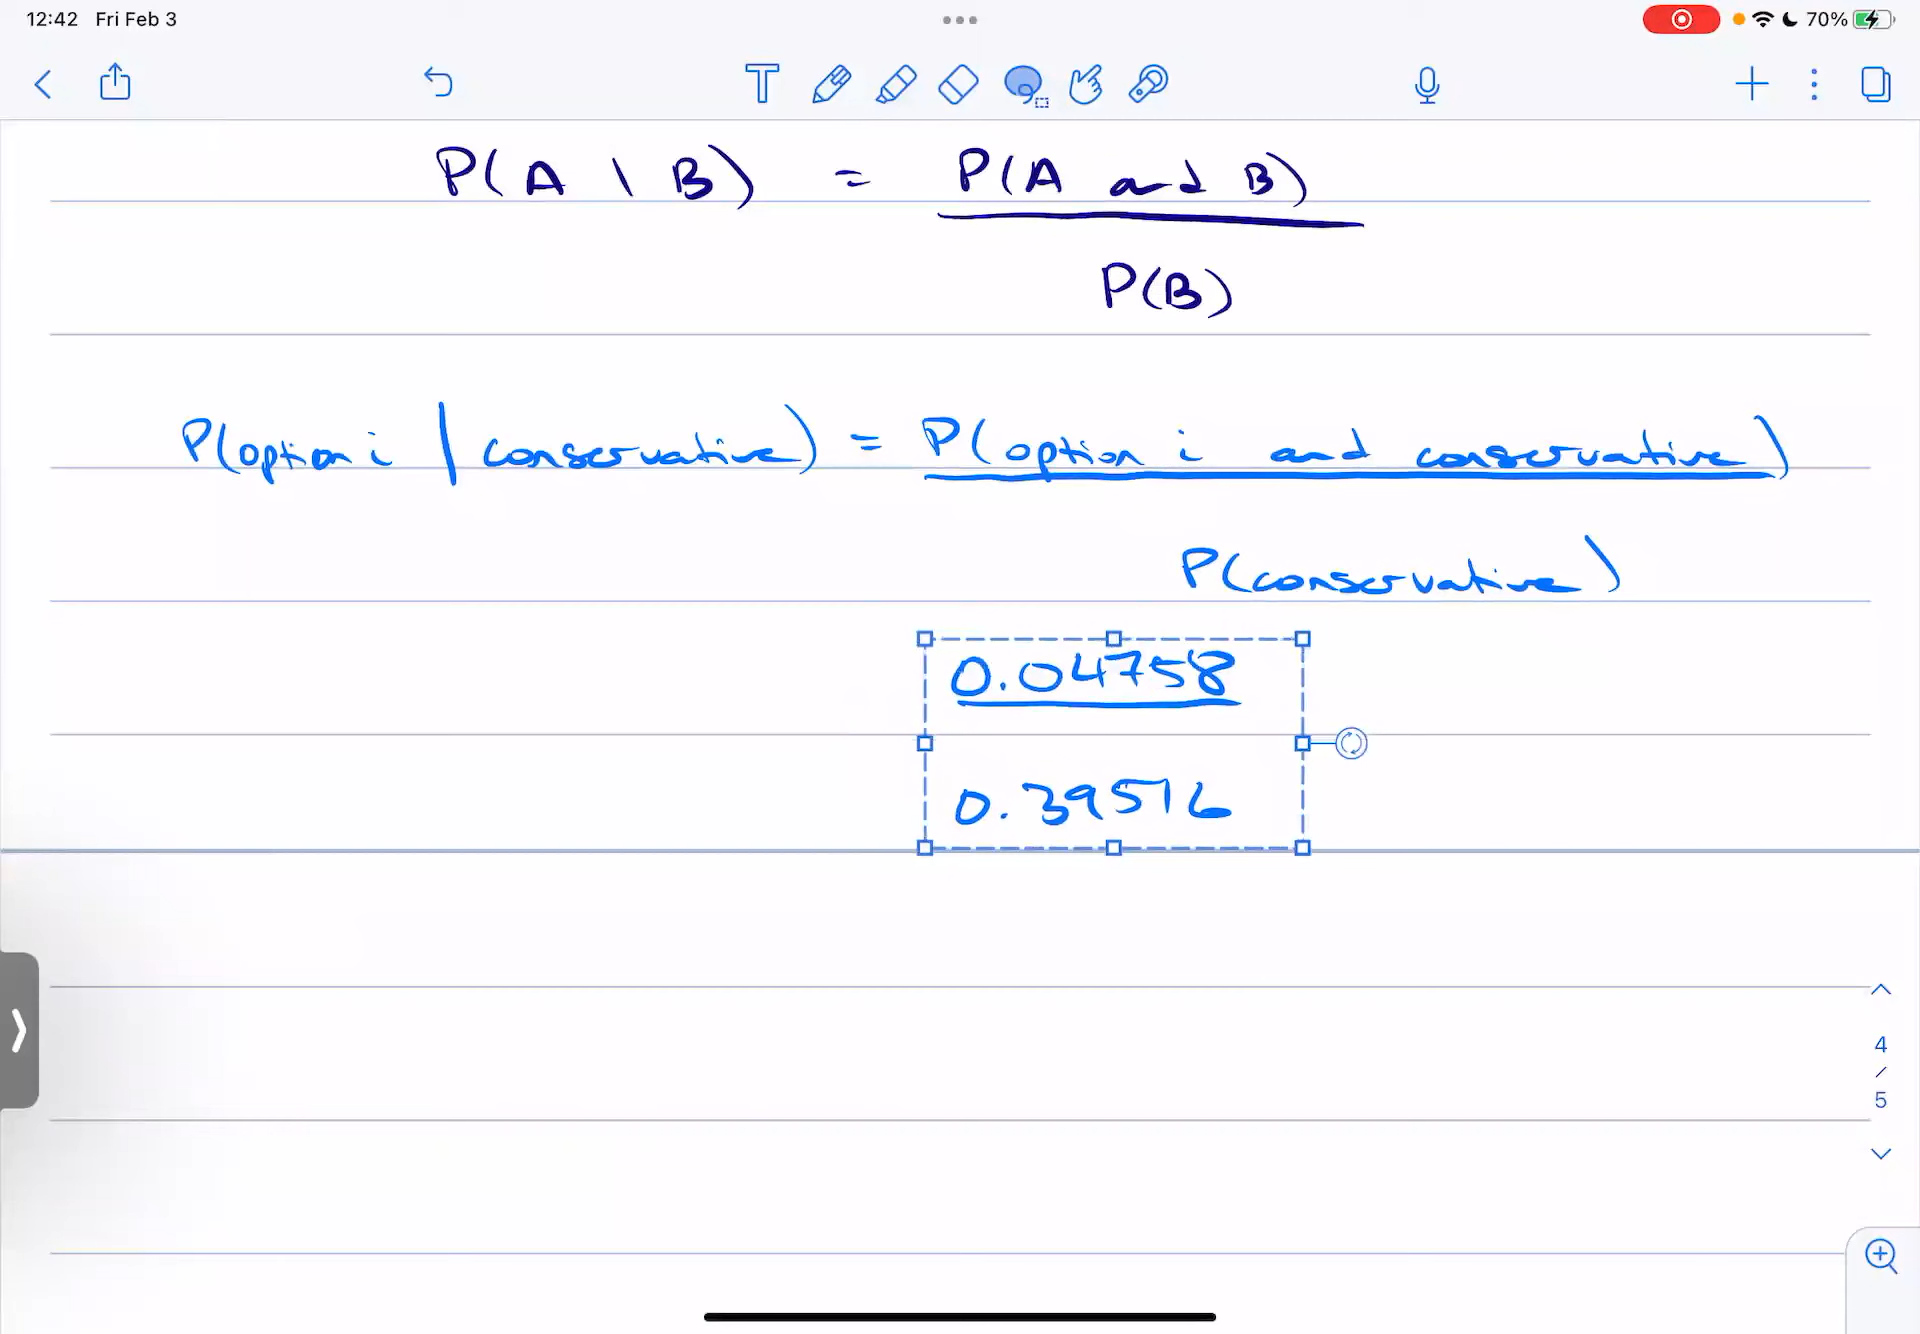 12:42 Fri Feb 3
70%
P(A | B) = P(A and B)
P(B)
P(option i | conservative) = P(option i and conservative)
P(conservative)
0.04758
0.39516
4
/
5